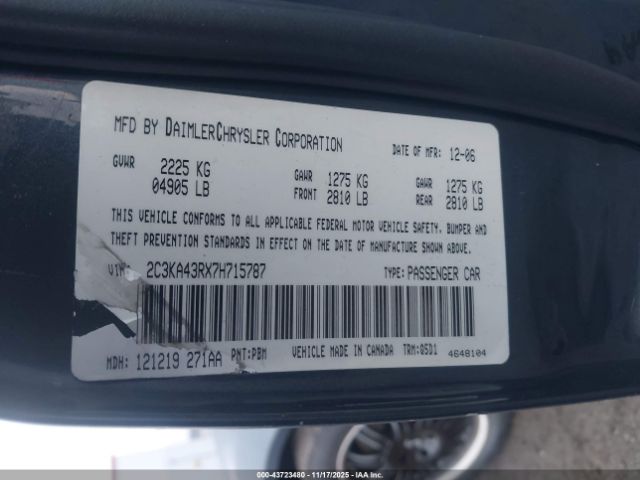 MFD BY DAIMLERCHRYSLER CORPORATION DATE OF MFR: 12-06
GVWR 2225 KG GAWR 1275 KG GAWR 1275 KG
04905 LB FRONT 2810 LB REAR 2810 LB
THIS VEHICLE CONFORMS TO ALL APPLICABLE FEDERAL MOTOR VEHICLE SAFETY, BUMPER AND
THEFT PREVENTION STANDARDS IN EFFECT ON THE DATE OF MANUFACTURE SHOWN ABOVE.
VIN: 2C3KA43RX7H715787 TYPE: PASSENGER CAR
MDH: 121219 271AA PNT:PBM VEHICLE MADE IN CANADA TRM:Q5D1 4648104
000-43723480 - 11/17/2025 - IAA Inc.